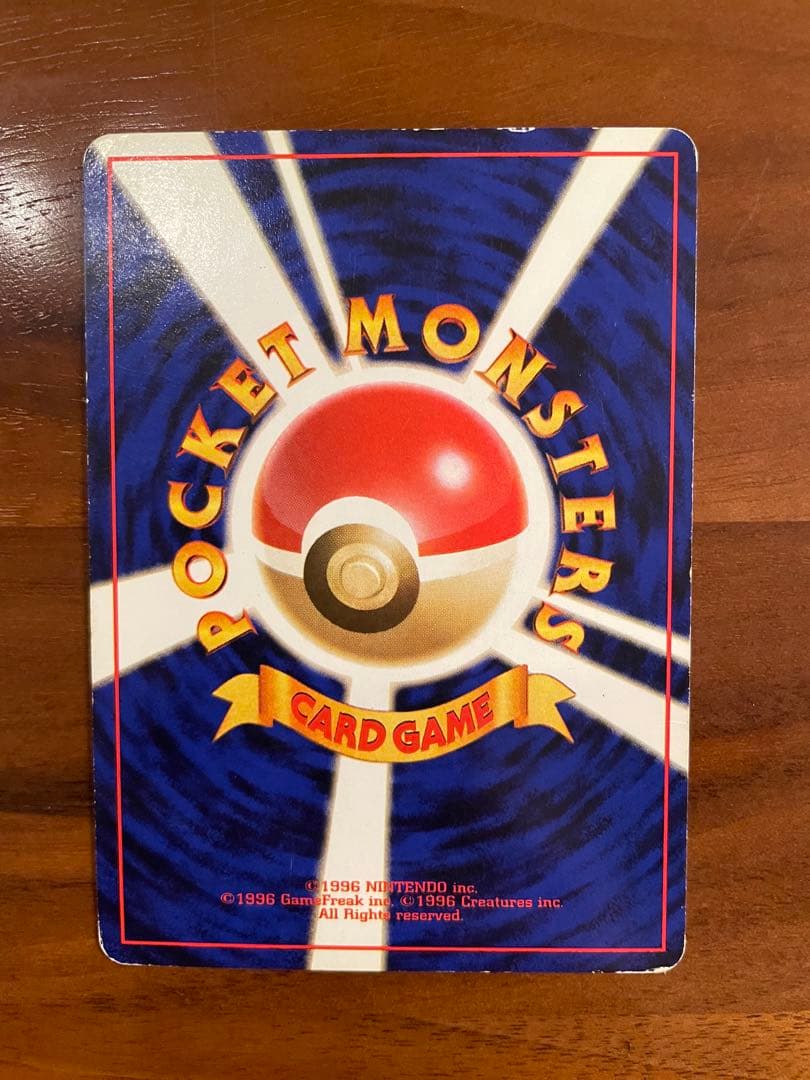 POCKET MONSTERS
CARD GAME
©1996 NINTENDO inc.
©1996 GameFreak inc. ©1996 Creatures inc.
All Rights reserved.